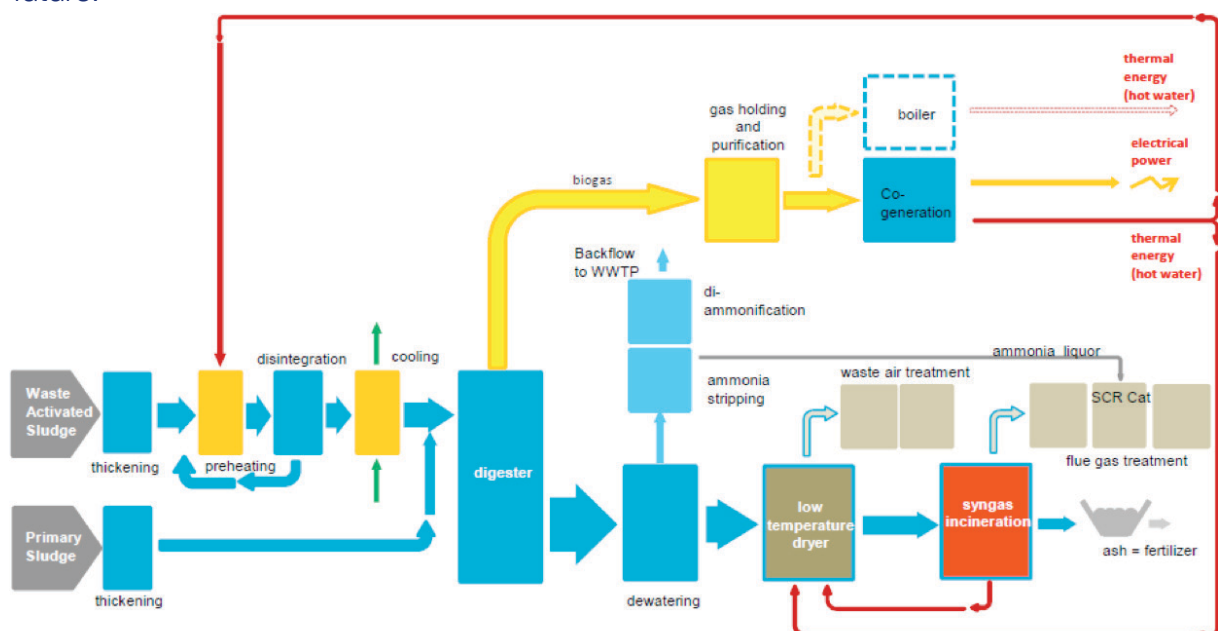 future.
thermal
energy
(hot water)
gas holding
and
purification
boiler
electrical
power
biogas
Co-
generation
thermal
energy
(hot water)
Backflow
to WWTP
di-
ammonification
disintegration
cooling
ammonia liquor
waste air treatment
ammonia
stripping
SCR Cat
Waste
Activated
Sludge
thickening
preheating
digester
flue gas treatment
low
temperature
dryer
syngas
incineration
Primary
Sludge
ash = fertilizer
thickening
dewatering